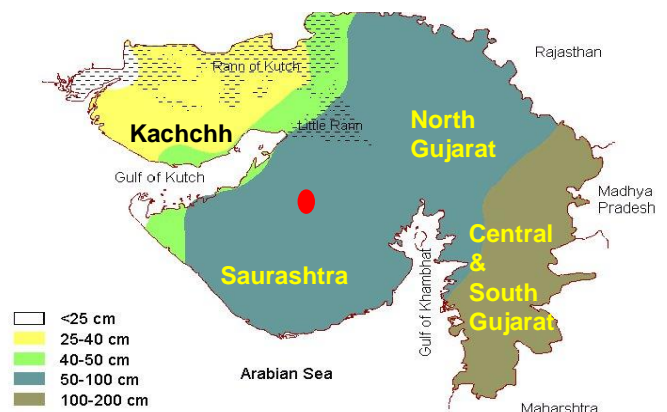 Rajasthan
Rann of Kutch
Kachchh
Little Rann
North
Gujarat
Gulf of Kutch
Madhya
Pradesh
Central
&
South
Gujarat
Saurashtra
Gulf of Khambhat
<25 cm
25-40 cm
40-50 cm
50-100 cm
100-200 cm
Arabian Sea
Maharshtra